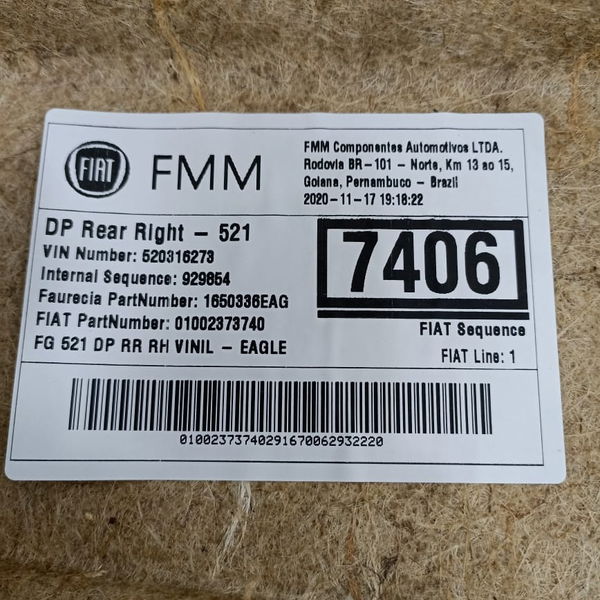 FIAT
FMM
FMM Componentes Automotivos LTDA.
Rodovia BR-101 - Norte, Km 13 ao 15,
Goiana, Pernambuco - Brazil
2020-11-17 19:18:22
DP Rear Right - 521
VIN Number: 520316273
Internal Sequence: 929854
Faurecia PartNumber: 1650336EAG
FIAT PartNumber: 01002373740
FG 521 DP RR RH VINIL - EAGLE
7406
FIAT Sequence
FIAT Line: 1
01002373740291670062932220